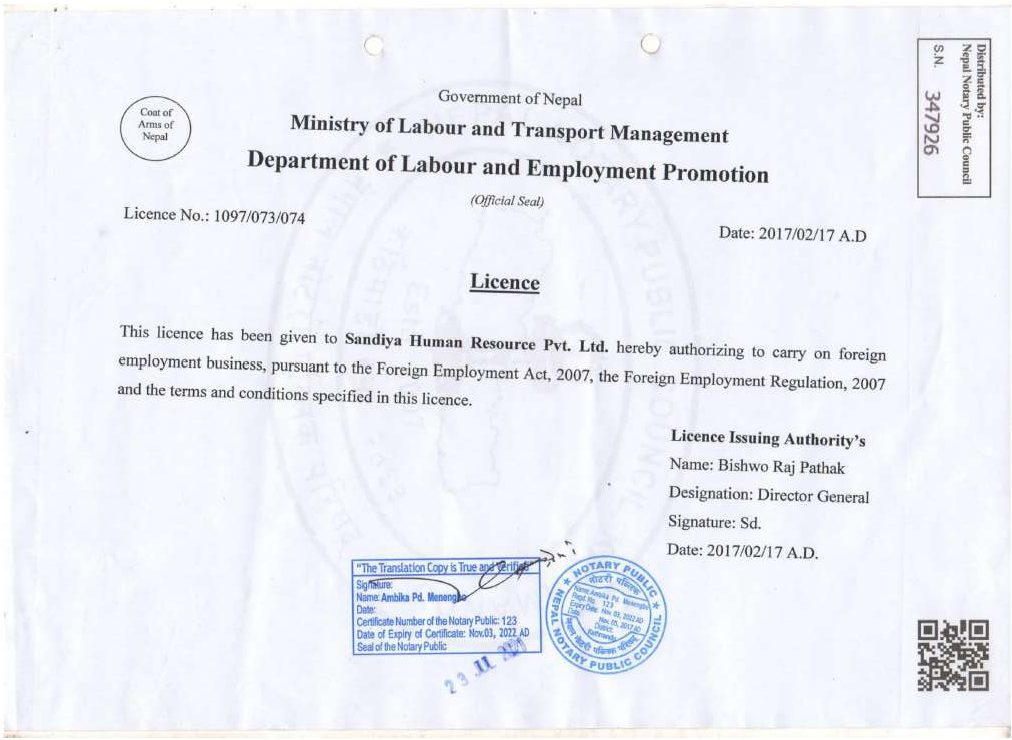 Distributed by:
Nepal Notary Public Council
S.N. 347926
Coat of
Arms of
Nepal
Government of Nepal
Ministry of Labour and Transport Management
Department of Labour and Employment Promotion
(Official Seal)
Licence No.: 1097/073/074
Date: 2017/02/17 A.D
Licence
This licence has been given to Sandiya Human Resource Pvt. Ltd. hereby authorizing to carry on foreign
employment business, pursuant to the Foreign Employment Act, 2007, the Foreign Employment Regulation, 2007
and the terms and conditions specified in this licence.
Licence Issuing Authority's
Name: Bishwo Raj Pathak
Designation: Director General
Signature: Sd.
Date: 2017/02/17 A.D.
"The Translation Copy is True and Verified"
Signature:
Name: Ambika Pd. Menengbo
Date:
Certificate Number of the Notary Public: 123
Date of Expiry of Certificate: Nov.03, 2022 AD
Seal of the Notary Public
NOTARY PUBLIC
नोटरी पब्लिक
Name: Ambika Pd. Menengbo
Regd. No. 123
Expiry Date: Nov. 03, 2022 AD
Nov. 05, 2017 AD
District
Kathmandu
NEPAL NOTARY PUBLIC COUNCIL